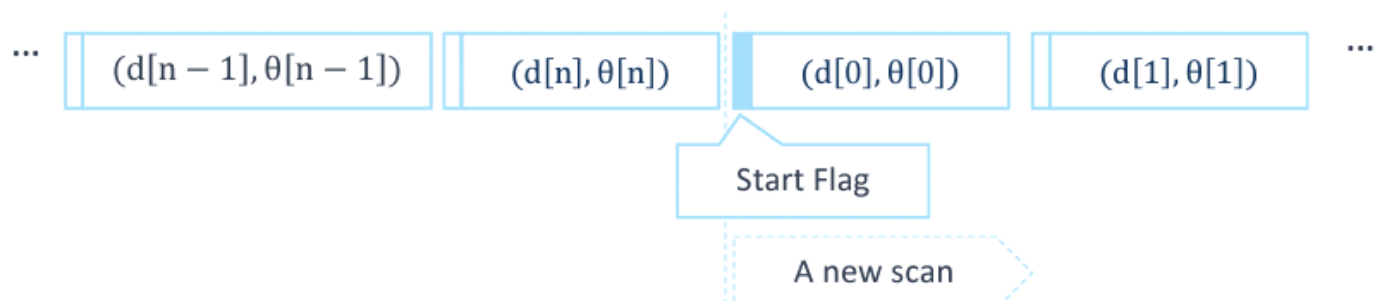 ... (d[n − 1], θ[n − 1]) (d[n], θ[n]) (d[0], θ[0]) (d[1], θ[1]) ...
Start Flag
A new scan